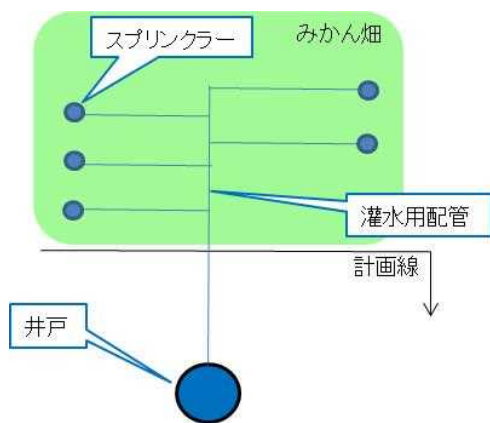 スプリンクラー
みかん畑
灌水用配管
計画線
井戸